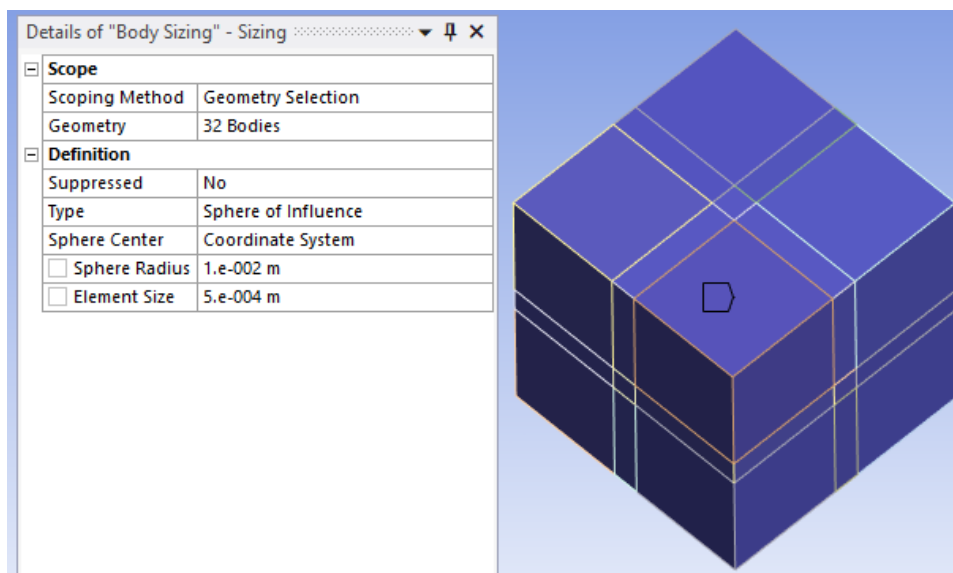 Details of "Body Sizing" - Sizing
Scope
Scoping Method Geometry Selection
Geometry 32 Bodies
Definition
Suppressed No
Type Sphere of Influence
Sphere Center Coordinate System
Sphere Radius 1.e-002 m
Element Size 5.e-004 m